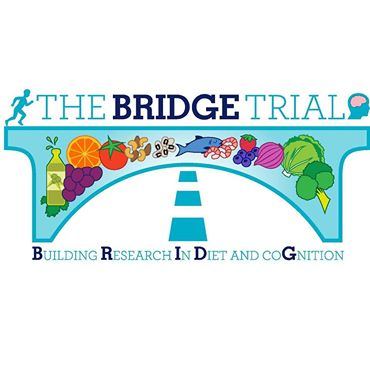 THE BRIDGE TRIAL
BUILDING RESEARCH IN DIET AND COGNITION